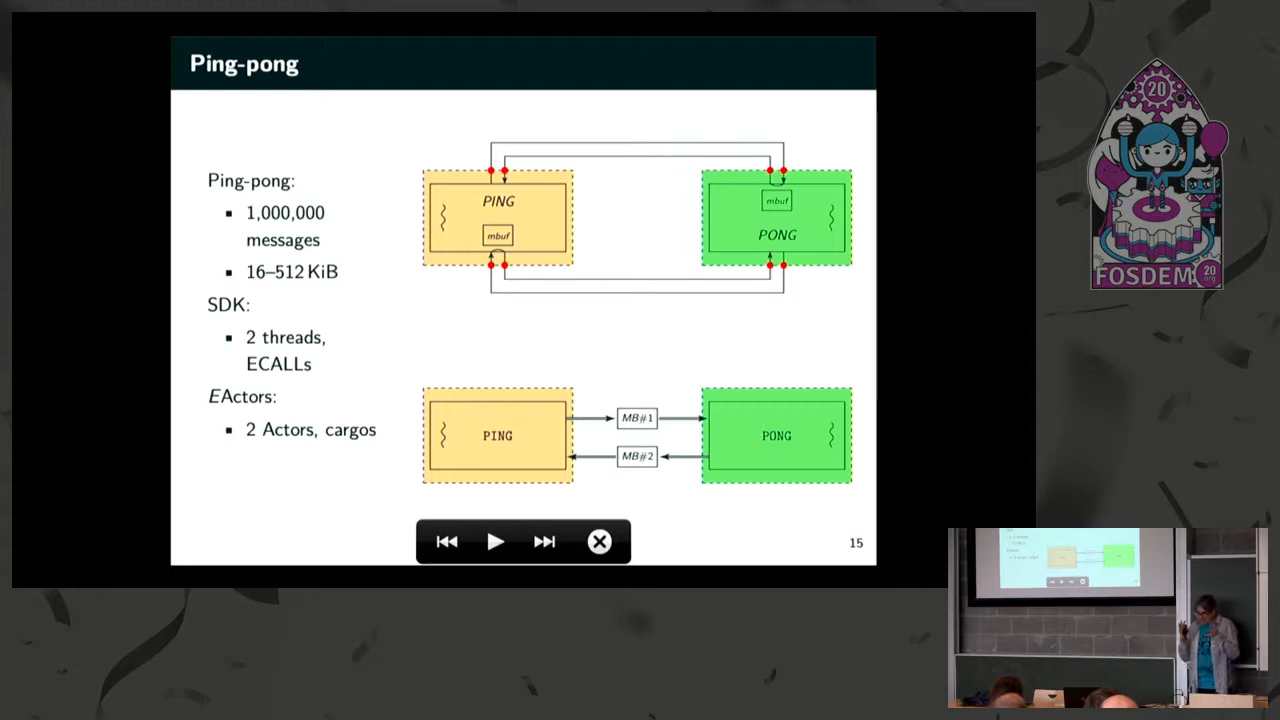 Ping-pong
Ping-pong:
1,000,000
messages
16–512 KiB
SDK:
2 threads,
ECALLs
EActors:
2 Actors, cargos
PING
mbuf
mbuf
PONG
PING
MB#1
MB#2
PONG
15
20
FOSDEM
20
.org